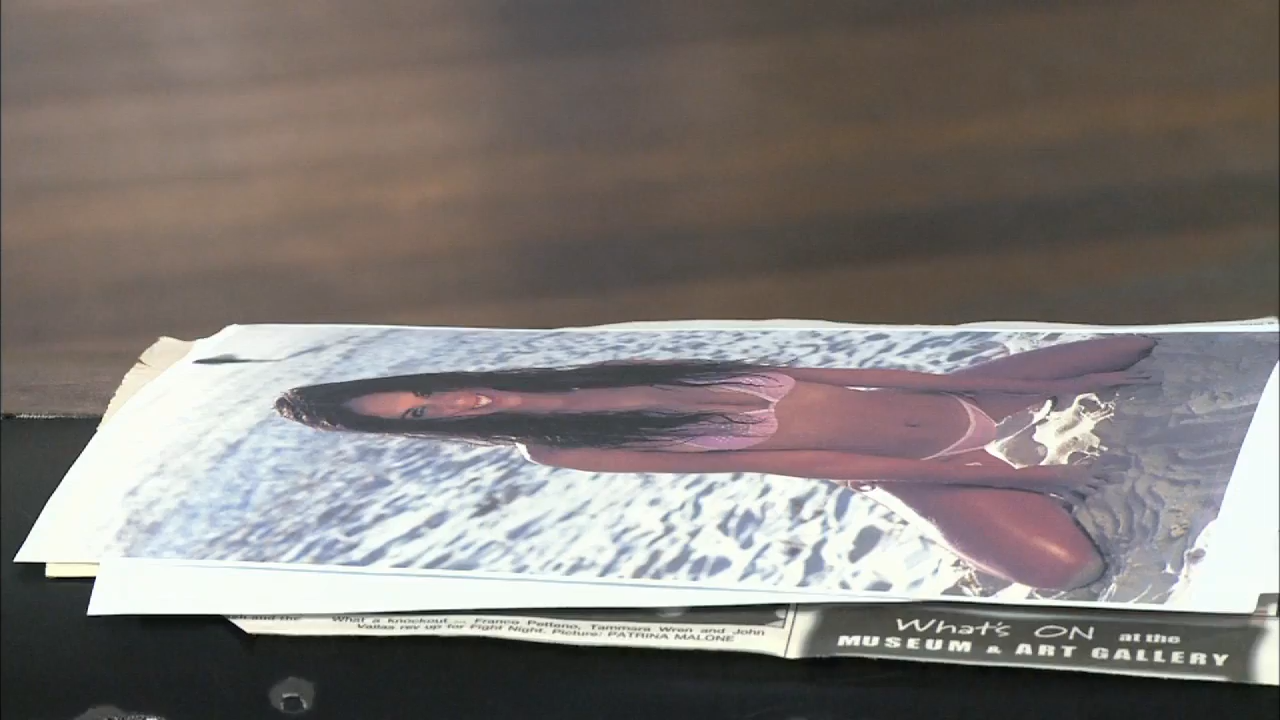 What a knockout — Franco Pettano, Tammara Wren and John
Vallas rev up for Fight Night. Picture: PATRINA MALONE
What's ON at the
MUSEUM & ART GALLERY